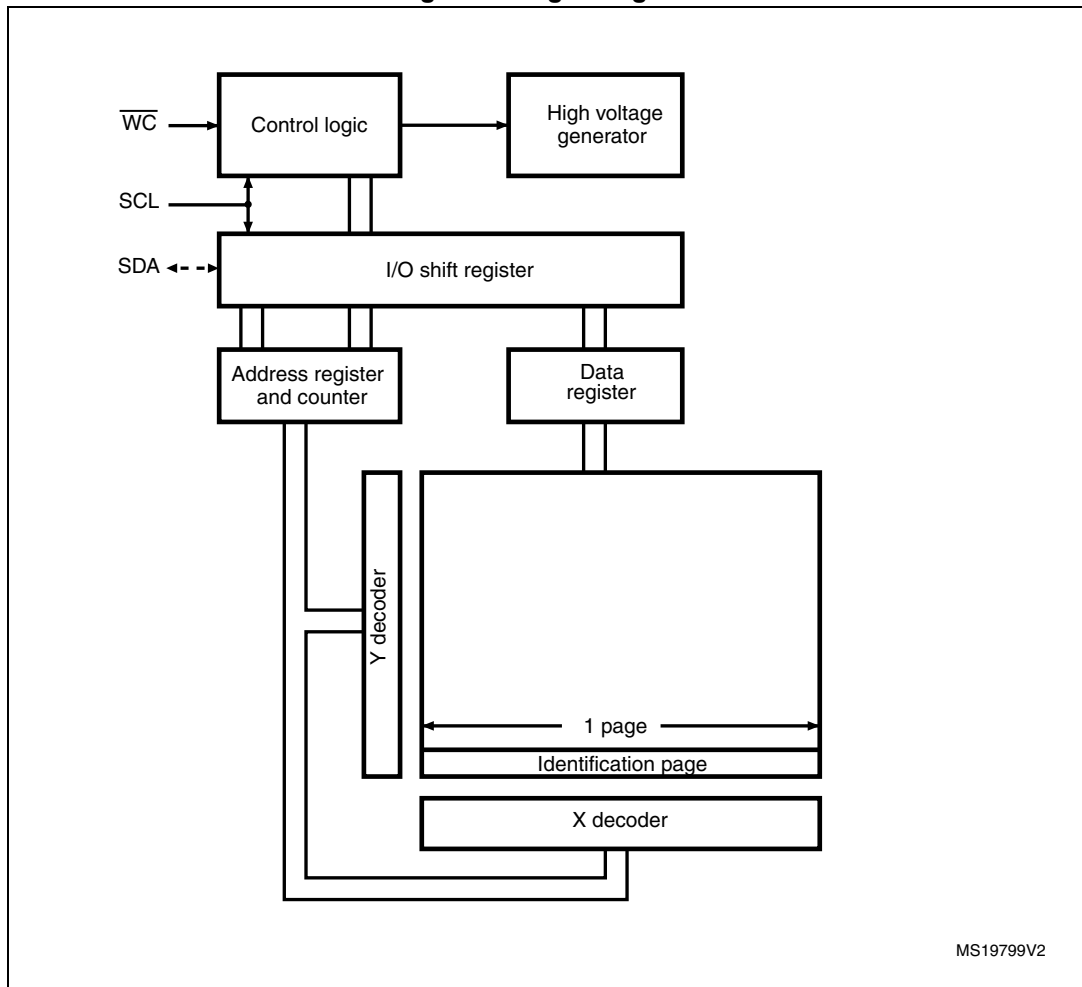 W̅C̅
Control logic
High voltage
generator
SCL
SDA
I/O shift register
Address register
and counter
Data
register
Y decoder
1 page
Identification page
X decoder
MS19799V2